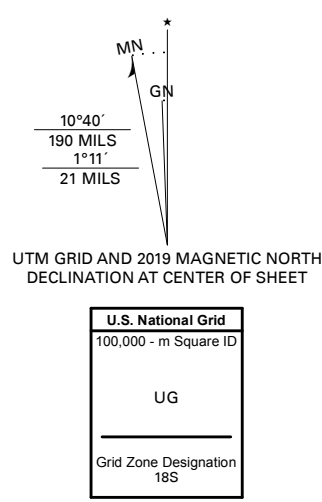 ★
MN
GN
10°40´
190 MILS
1°11´
21 MILS
UTM GRID AND 2019 MAGNETIC NORTH
DECLINATION AT CENTER OF SHEET
U.S. National Grid
100,000 - m Square ID
UG
Grid Zone Designation
18S